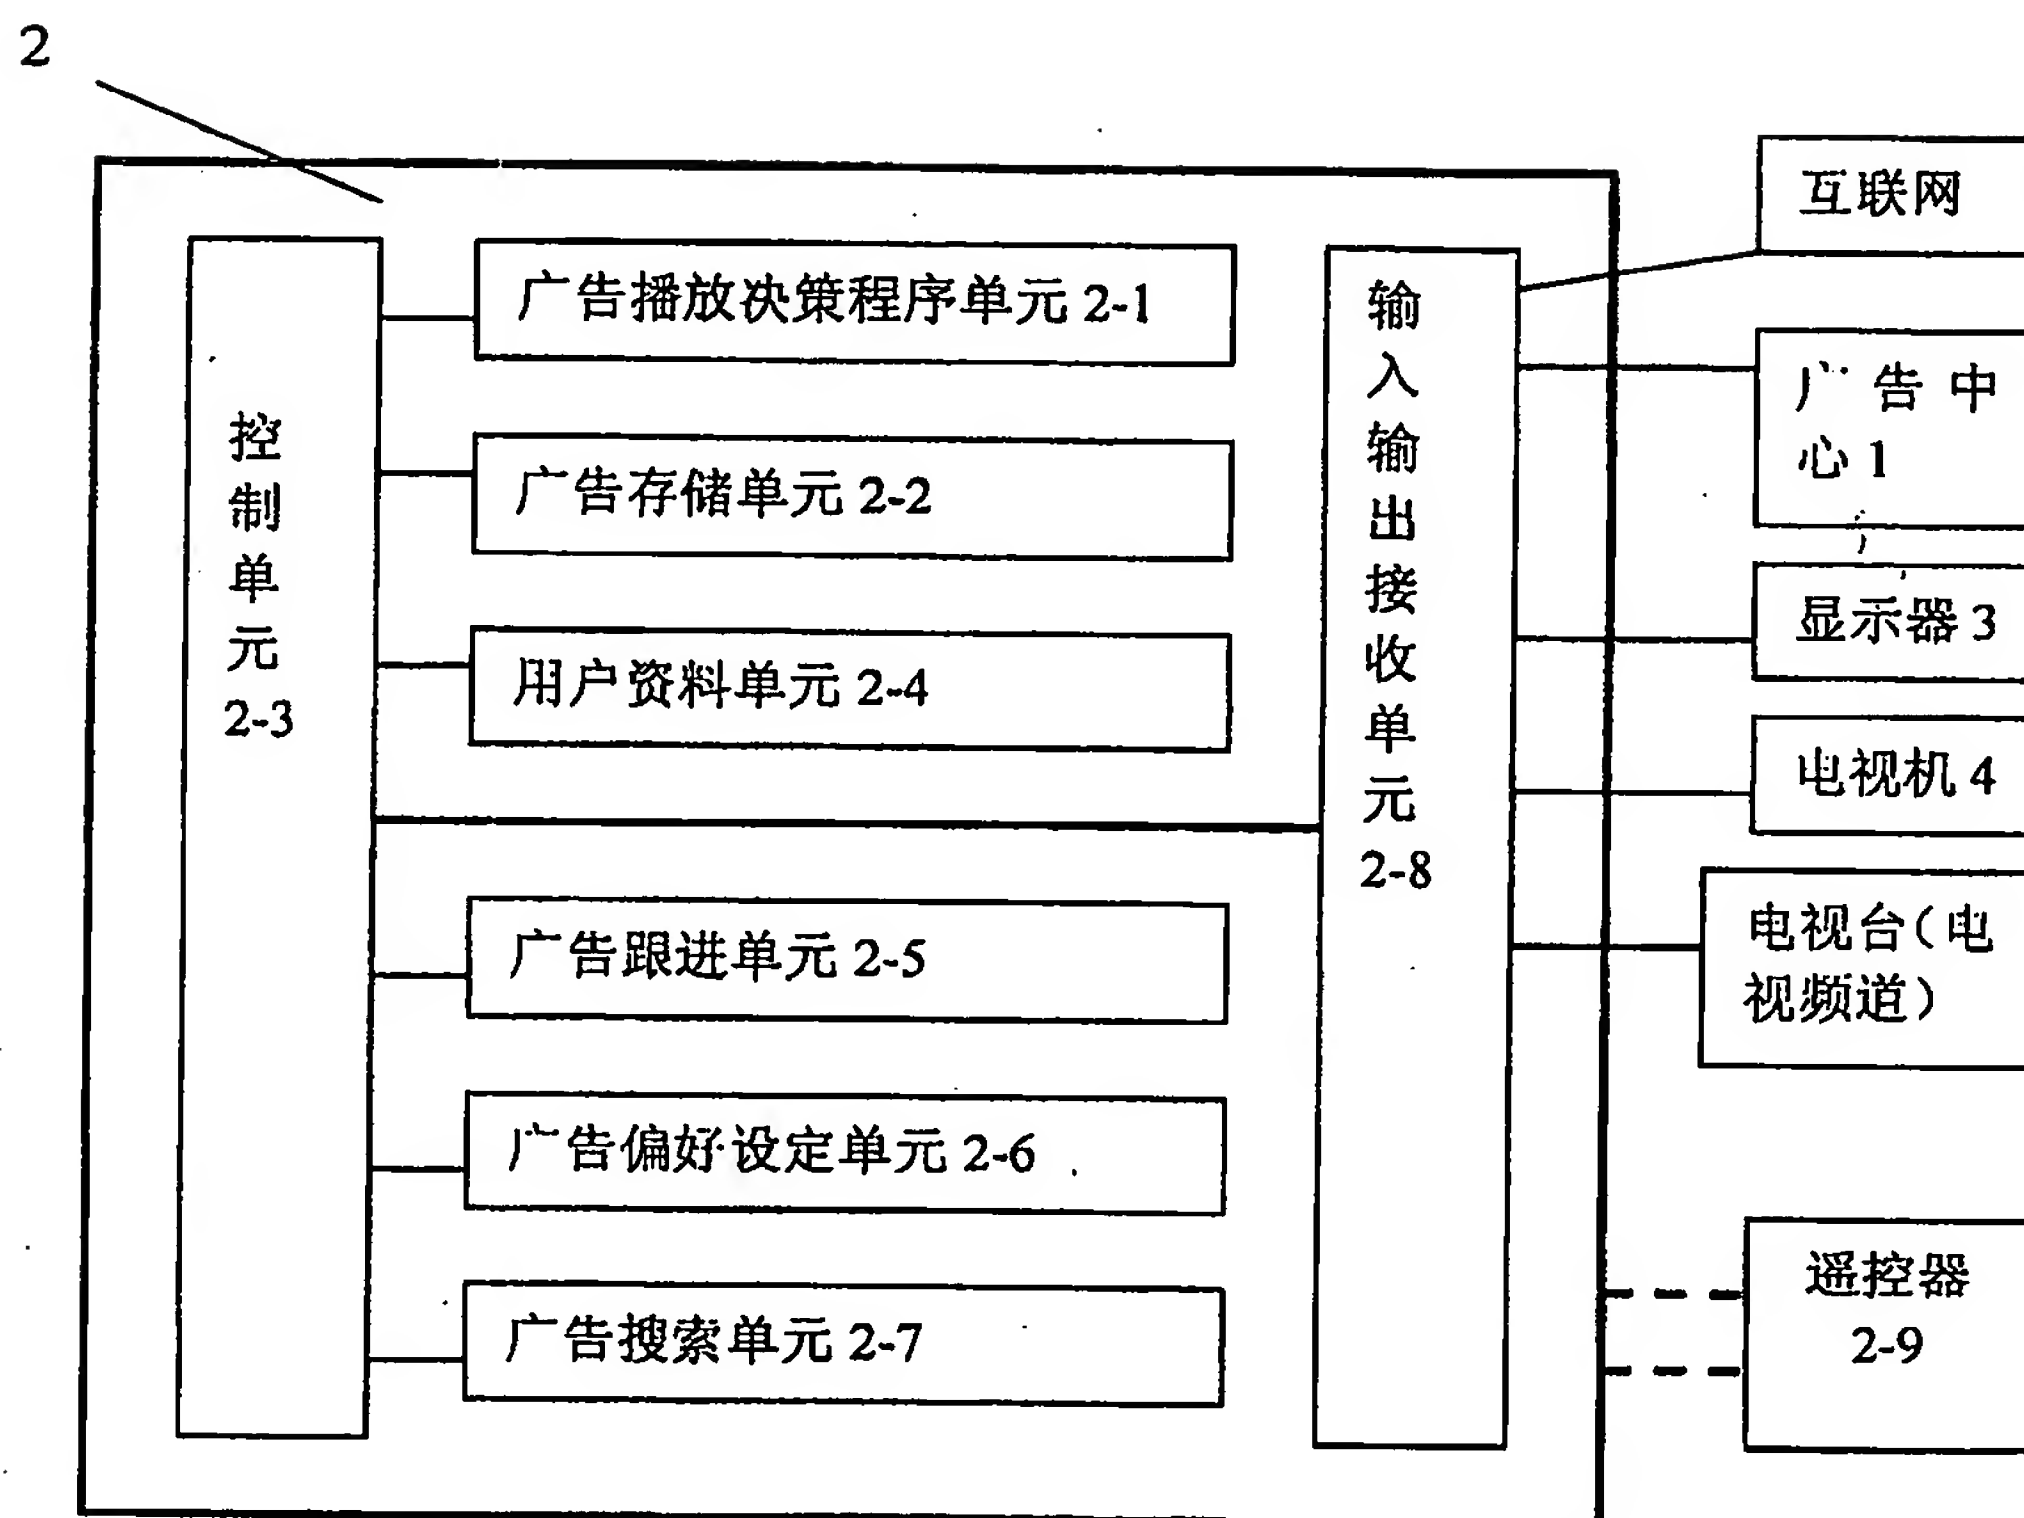 2
控
制
单
元
2-3
广告播放决策程序单元 2-1
广告存储单元 2-2
用户资料单元 2-4
广告跟进单元 2-5
广告偏好设定单元 2-6
广告搜索单元 2-7
输
入
输
出
接
收
单
元
2-8
互联网
广告中
心 1
显示器 3
电视机 4
电视台（电
视频道）
遥控器
2-9